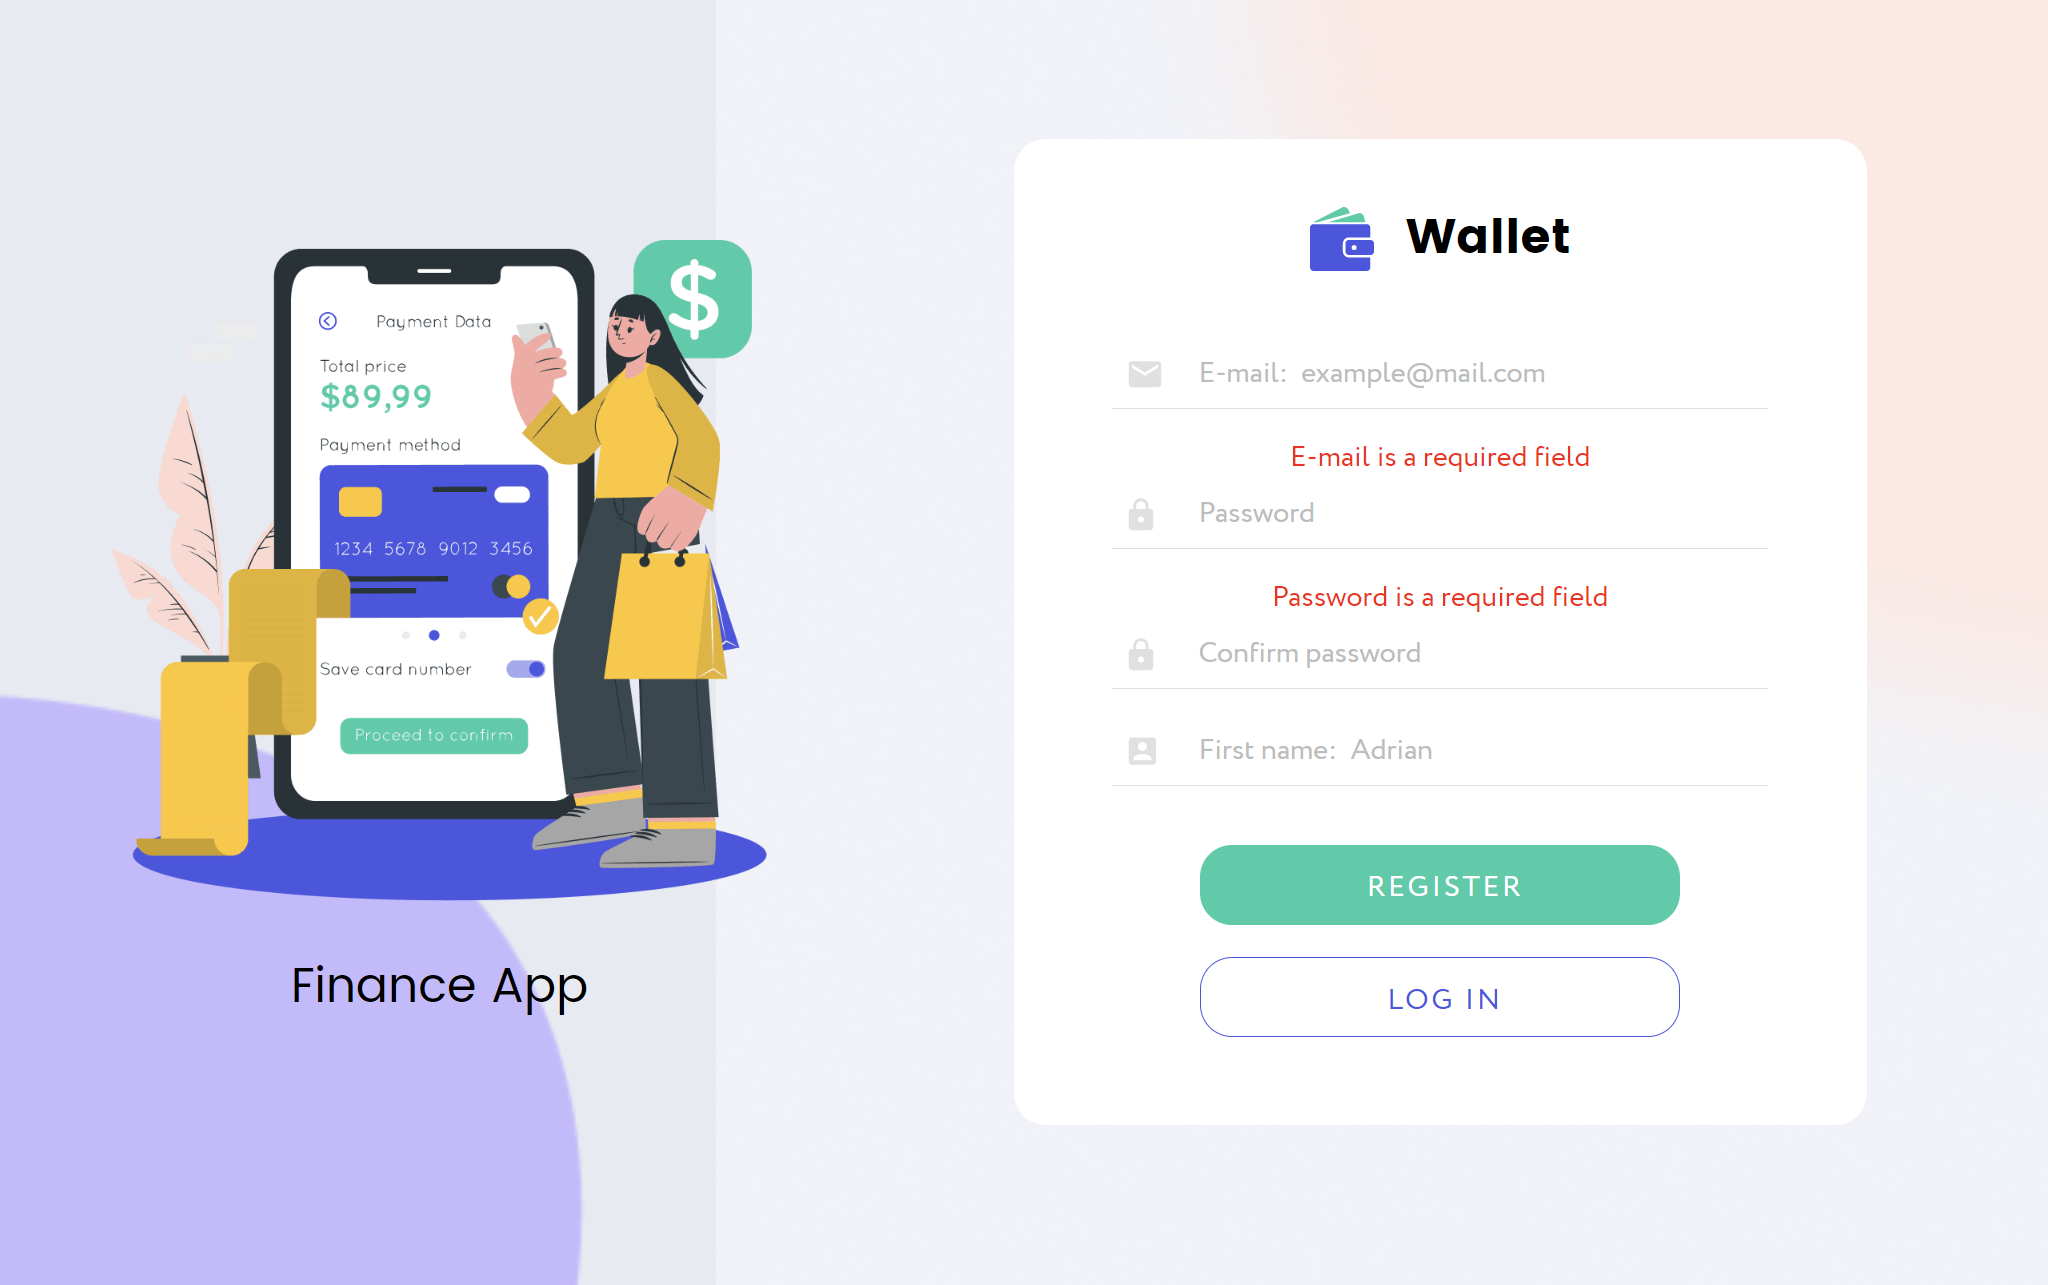 Payment Data
Total price
$89,99
Payment method
1234 5678 9012 3456
Save card number
Proceed to confirm
$
Finance App
Wallet
E-mail: example@mail.com
E-mail is a required field
Password
Password is a required field
Confirm password
First name: Adrian
REGISTER
LOG IN